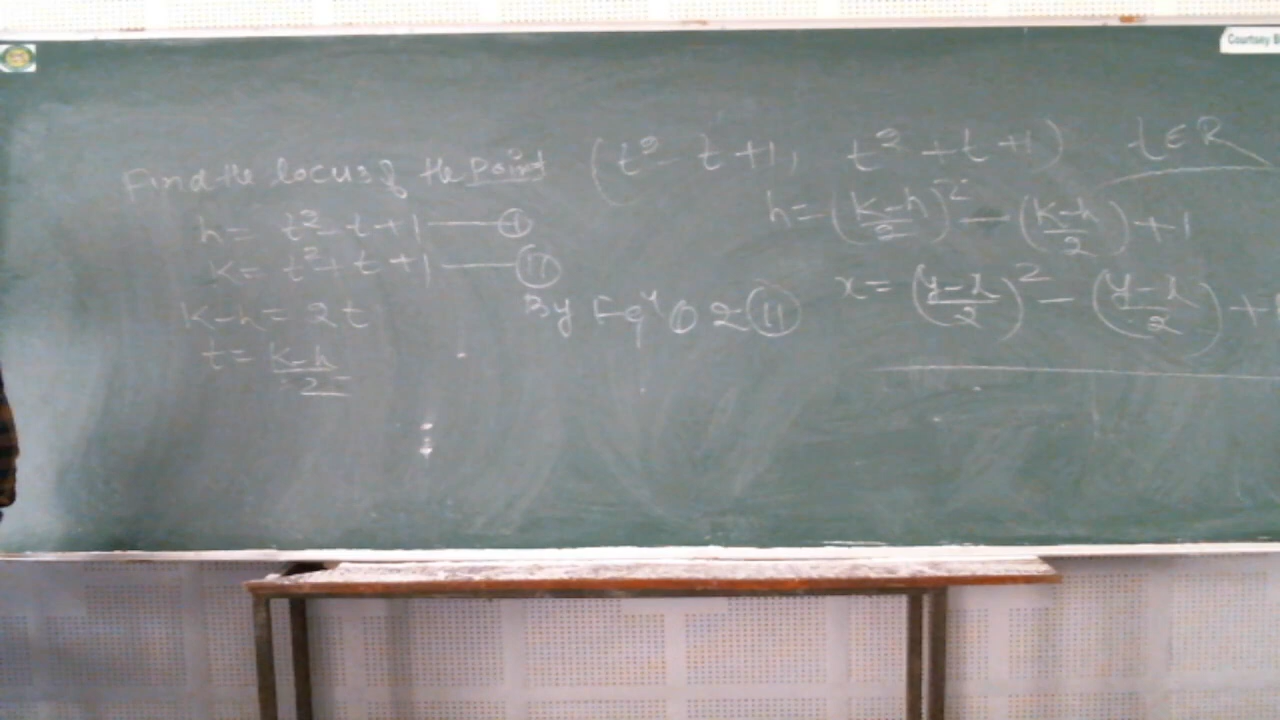 Find the locus of the Point (t² - t + 1, t² + t + 1) t ∈ R
h = t² - t + 1 —— (I)
K = t² + t + 1 —— (II)
K - h = 2t
t = (K-h)/2
By Eqⁿ (I) & (II)
h = ((K-h)/2)² - ((K-h)/2) + 1
x = ((y-x)/2)² - ((y-x)/2) + 1
Courtsey